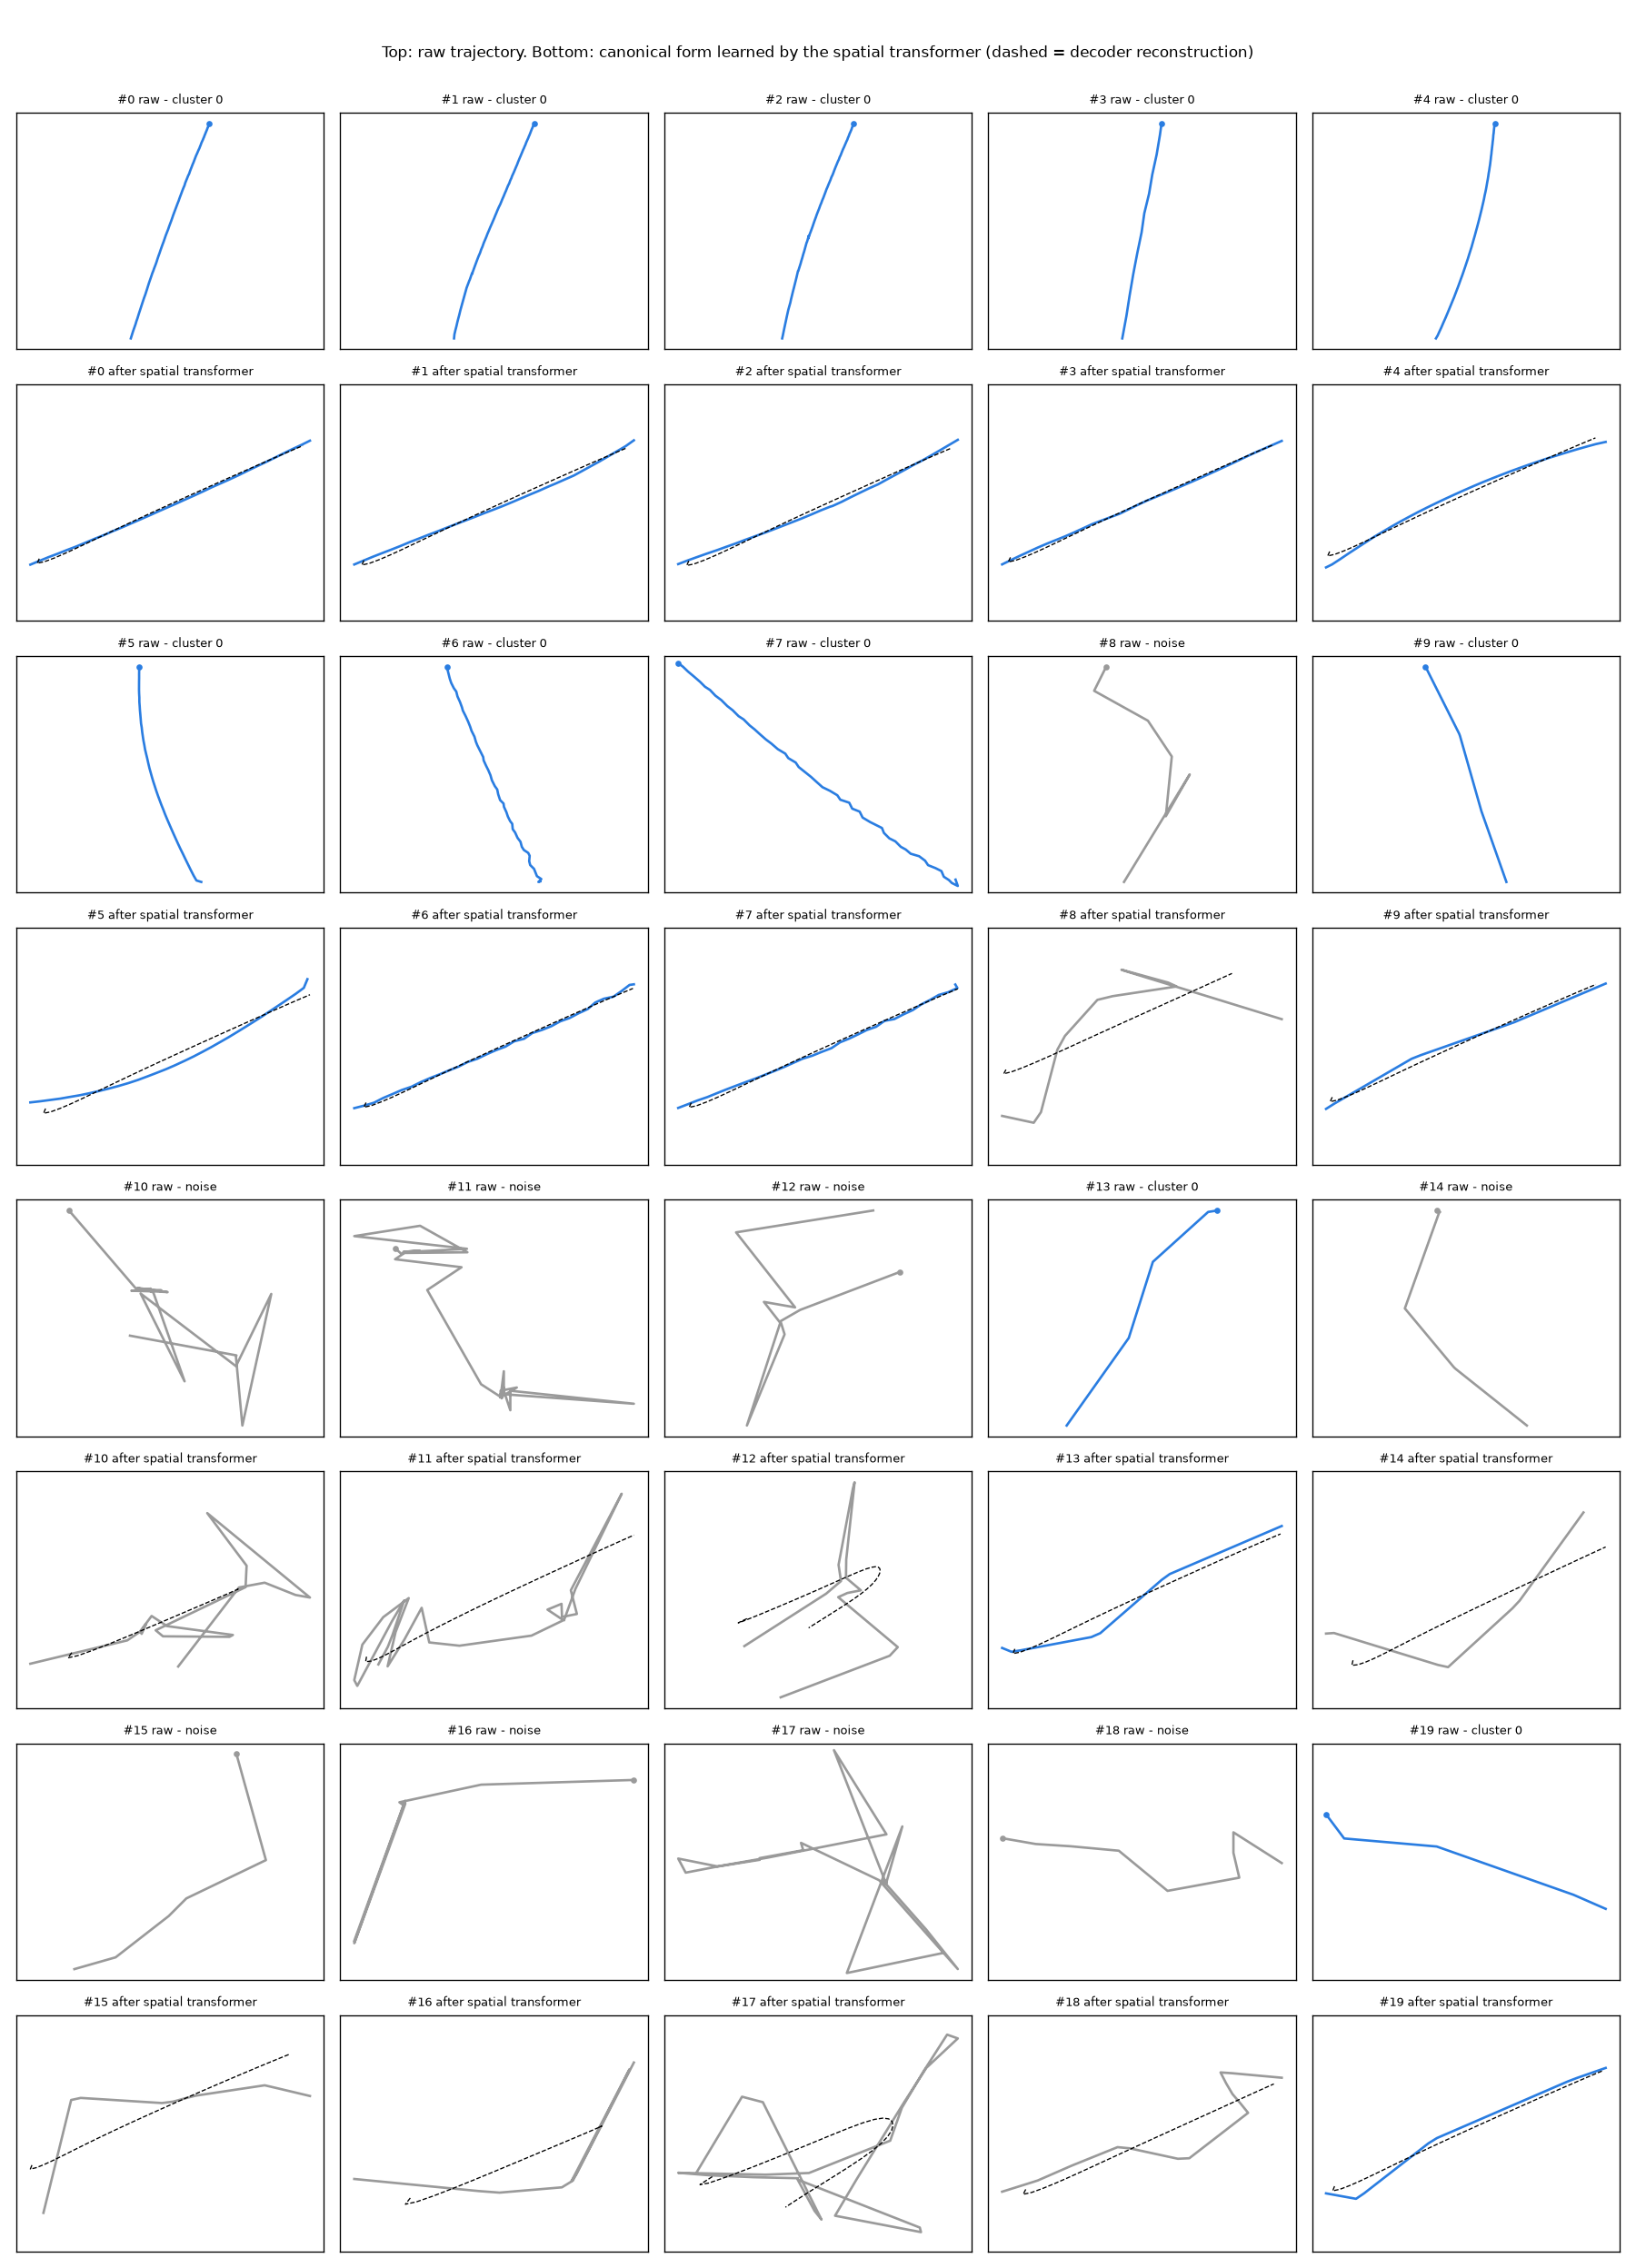 Top: raw trajectory. Bottom: canonical form learned by the spatial transformer (dashed = decoder reconstruction)
#0 raw - cluster 0
#1 raw - cluster 0
#2 raw - cluster 0
#3 raw - cluster 0
#4 raw - cluster 0
#0 after spatial transformer
#1 after spatial transformer
#2 after spatial transformer
#3 after spatial transformer
#4 after spatial transformer
#5 raw - cluster 0
#6 raw - cluster 0
#7 raw - cluster 0
#8 raw - noise
#9 raw - cluster 0
#5 after spatial transformer
#6 after spatial transformer
#7 after spatial transformer
#8 after spatial transformer
#9 after spatial transformer
#10 raw - noise
#11 raw - noise
#12 raw - noise
#13 raw - cluster 0
#14 raw - noise
#10 after spatial transformer
#11 after spatial transformer
#12 after spatial transformer
#13 after spatial transformer
#14 after spatial transformer
#15 raw - noise
#16 raw - noise
#17 raw - noise
#18 raw - noise
#19 raw - cluster 0
#15 after spatial transformer
#16 after spatial transformer
#17 after spatial transformer
#18 after spatial transformer
#19 after spatial transformer